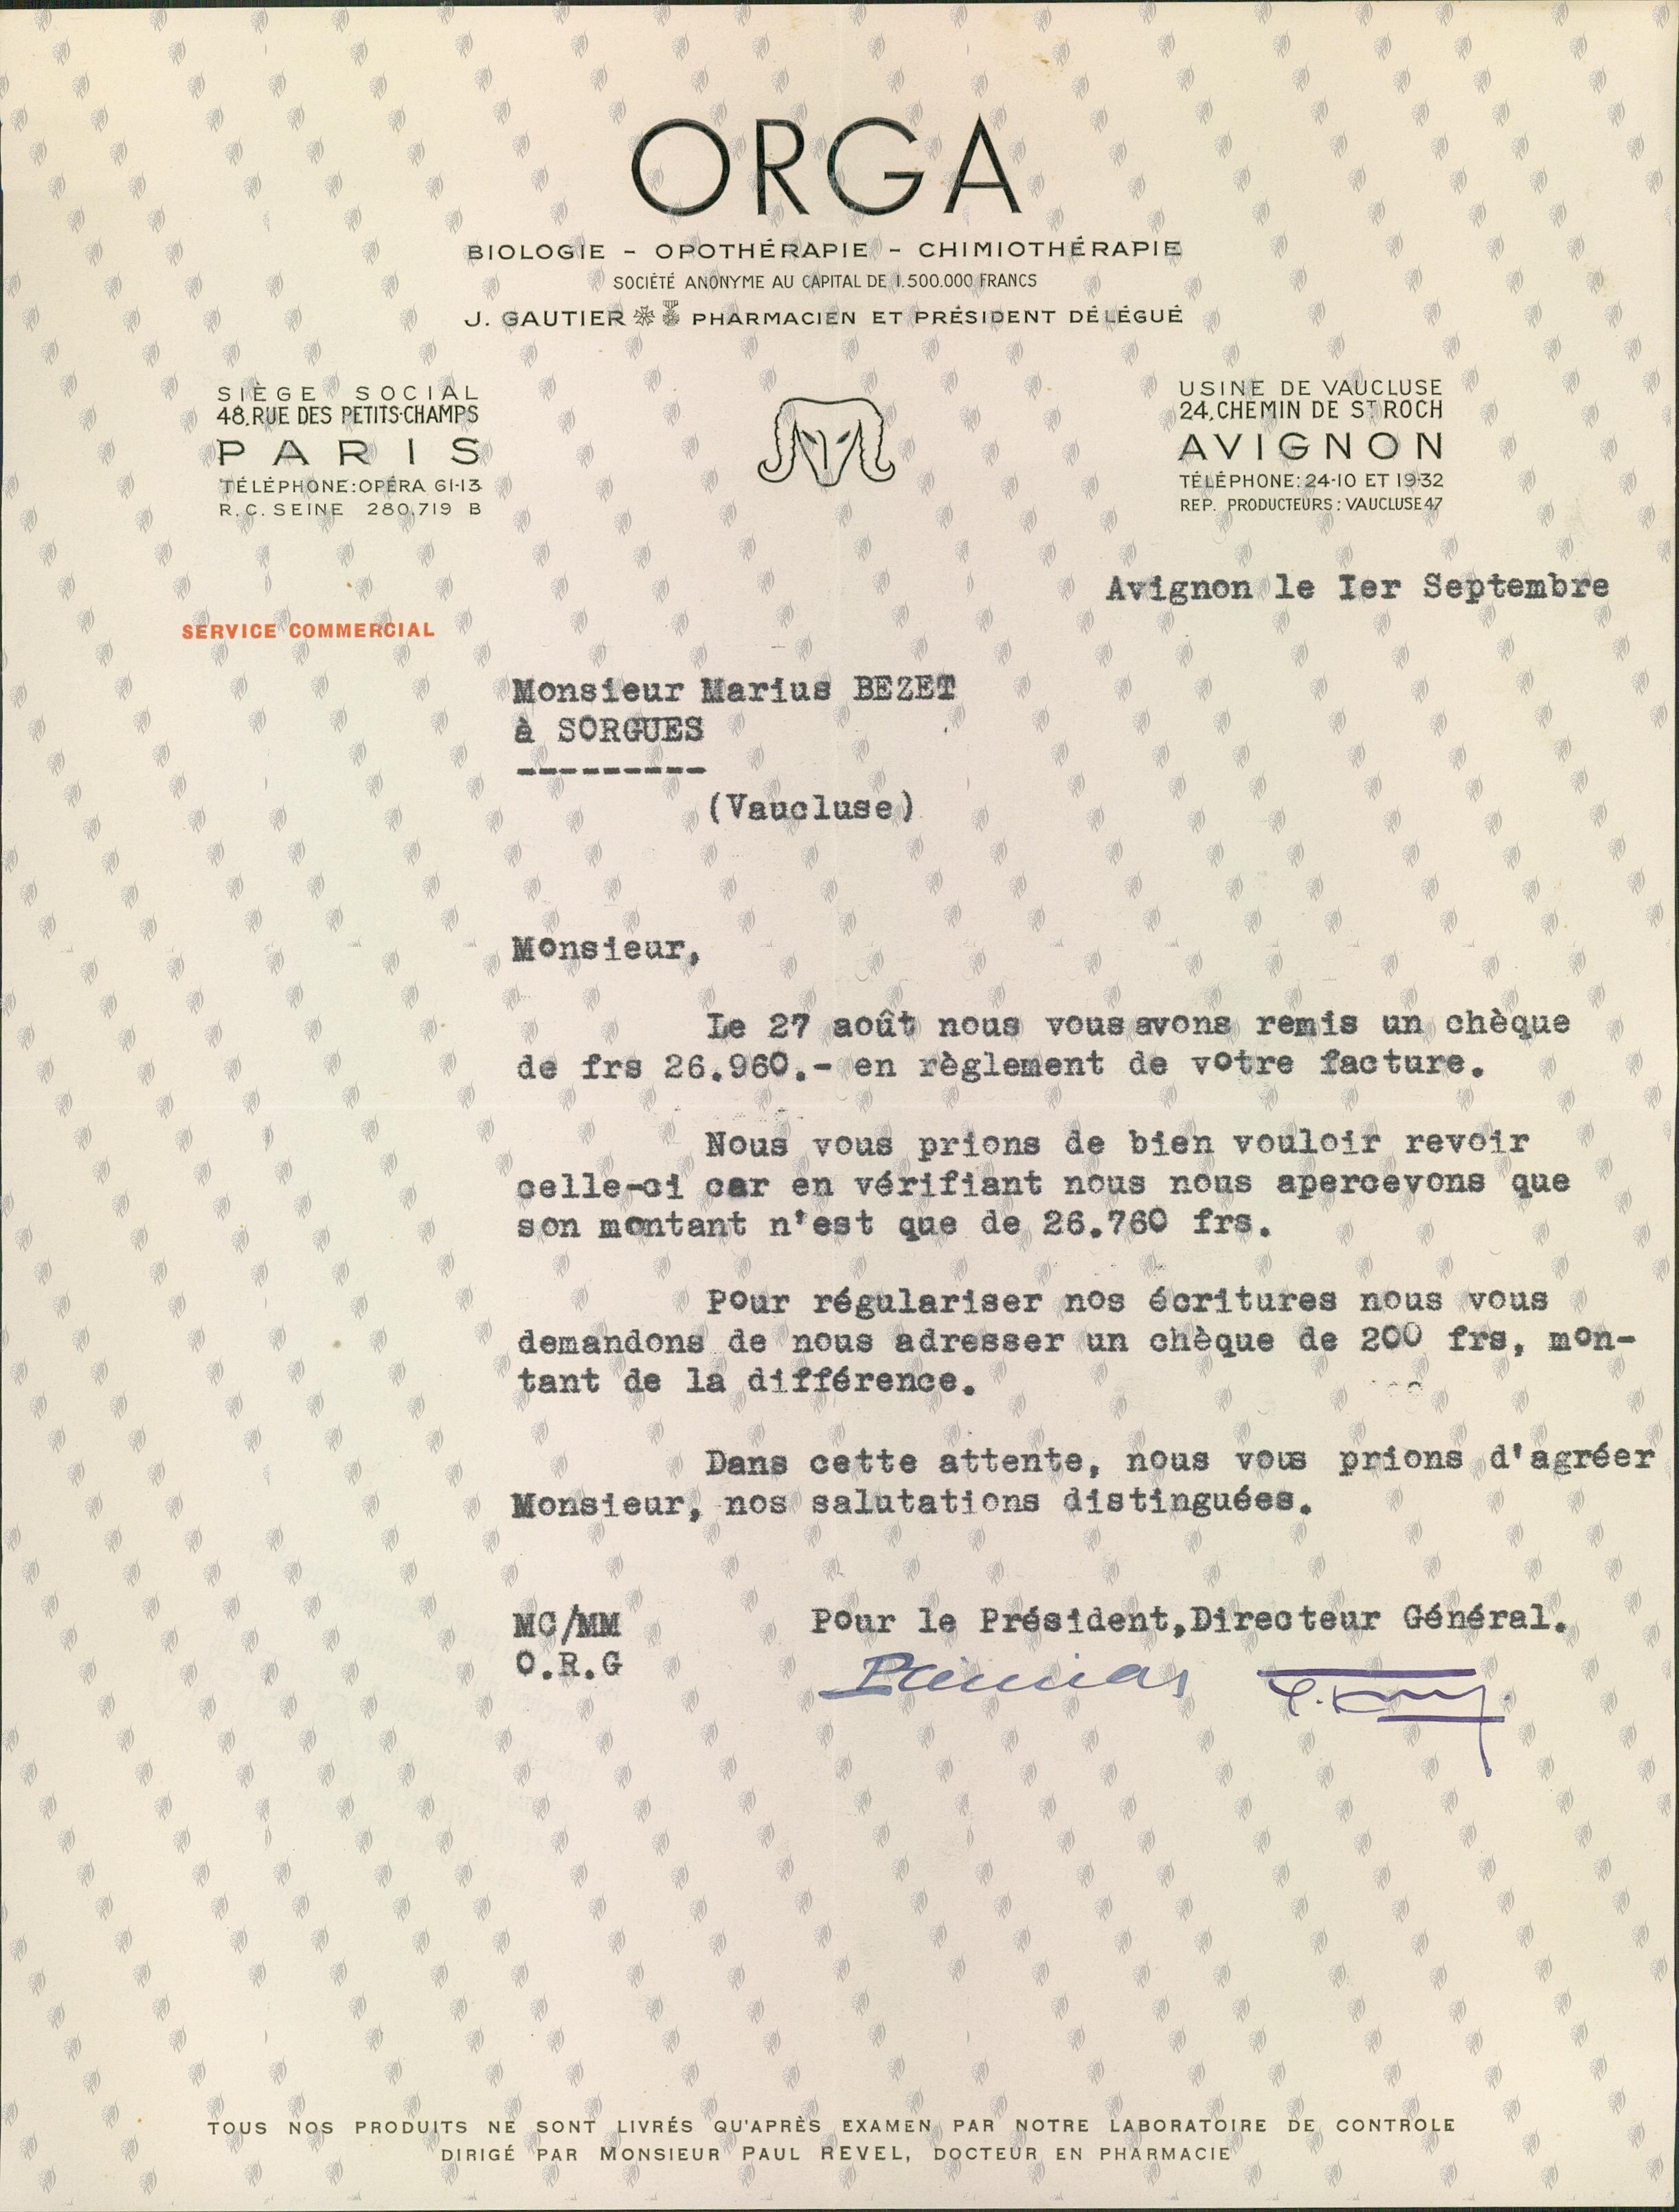 ORGA
BIOLOGIE - OPOTHÉRAPIE - CHIMIOTHÉRAPIE
SOCIÉTÉ ANONYME AU CAPITAL DE 1.500.000 FRANCS
J. GAUTIER PHARMACIEN ET PRÉSIDENT DÉLÉGUÉ
SIÈGE SOCIAL
48, RUE DES PETITS-CHAMPS
PARIS
TÉLÉPHONE: OPÉRA 61-13
R.C. SEINE 280.719 B
USINE DE VAUCLUSE
24, CHEMIN DE ST ROCH
AVIGNON
TÉLÉPHONE: 24-10 ET 19-32
REP. PRODUCTEURS: VAUCLUSE 47
Avignon le Ier Septembre
SERVICE COMMERCIAL
Monsieur Marius BEZET
à SORGUES
---------
(Vaucluse)
Monsieur,
Le 27 août nous vous avons remis un chèque
de frs 26.960.- en règlement de votre facture.
Nous vous prions de bien vouloir revoir
celle-ci car en vérifiant nous nous apercevons que
son montant n'est que de 26.760 frs.
Pour régulariser nos écritures nous vous
demandons de nous adresser un chèque de 200 frs, mon-
tant de la différence.
Dans cette attente, nous vous prions d'agréer
Monsieur, nos salutations distinguées.
MC/MM
O.R.G
Pour le Président, Directeur Général.
TOUS NOS PRODUITS NE SONT LIVRÉS QU'APRÈS EXAMEN PAR NOTRE LABORATOIRE DE CONTROLE
DIRIGÉ PAR MONSIEUR PAUL REVEL, DOCTEUR EN PHARMACIE